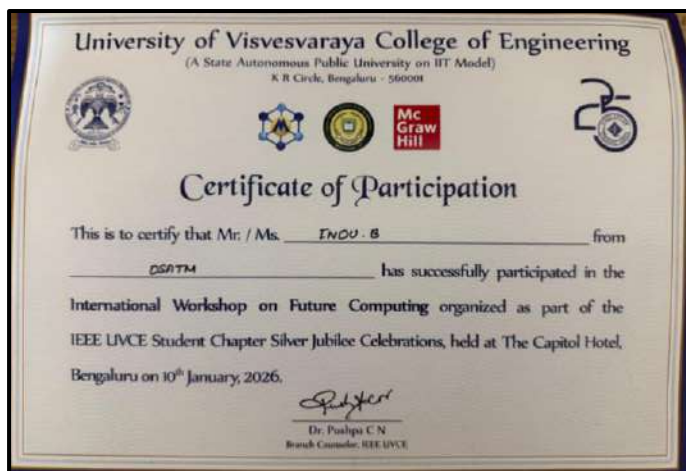 University of Visvesvaraya College of Engineering
(A State Autonomous Public University on IIT Model)
K R Circle, Bengaluru - 560001
Mc
Graw
Hill
25
Certificate of Participation
This is to certify that Mr. / Ms. INDU. B from
DSATM has successfully participated in the
International Workshop on Future Computing organized as part of the
IEEE UVCE Student Chapter Silver Jubilee Celebrations, held at The Capitol Hotel,
Bengaluru on 10th January, 2026.
Dr. Pushpa C N
Branch Counselor, IEEE UVCE